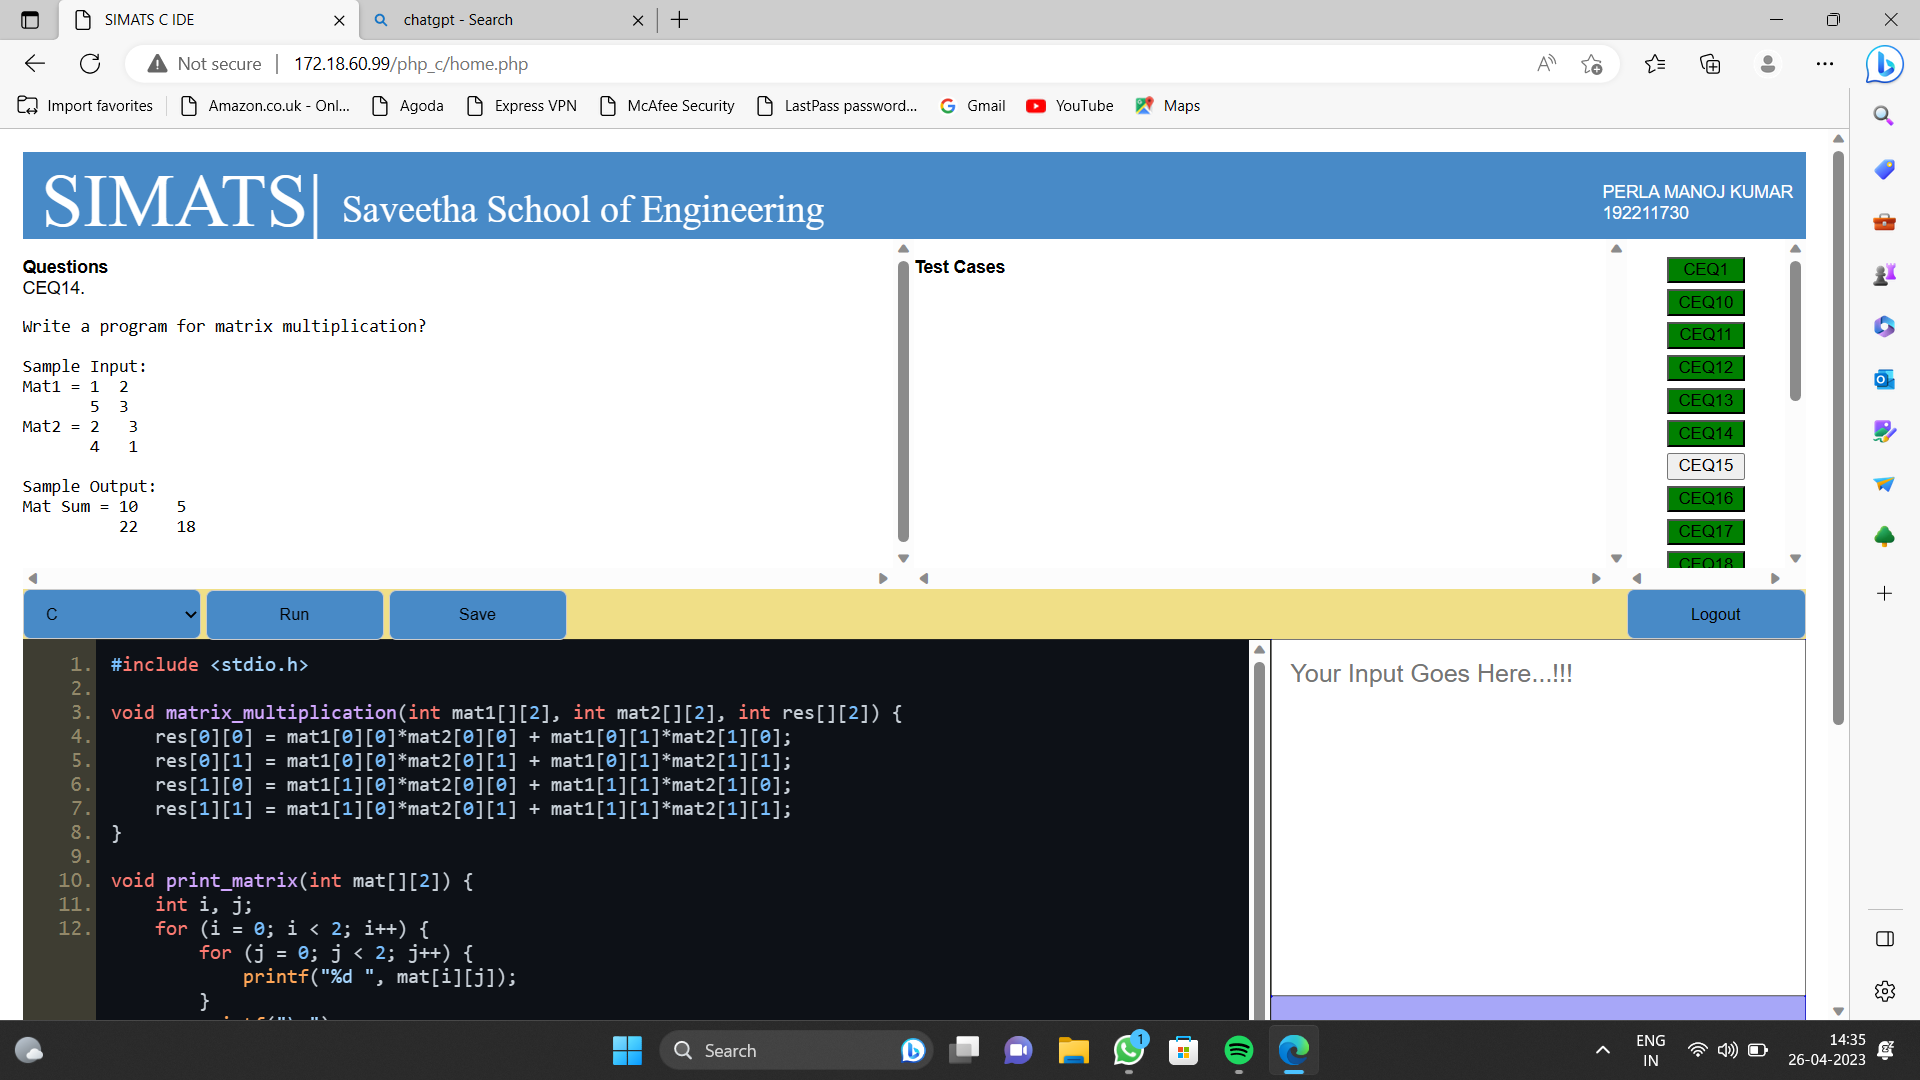 SIMATS C IDE
chatgpt - Search
Not secure
172.18.60.99/php_c/home.php
Import favorites
Amazon.co.uk - Onl...
Agoda
Express VPN
McAfee Security
LastPass password...
Gmail
YouTube
Maps
SIMATS| Saveetha School of Engineering
PERLA MANOJ KUMAR
192211730
Questions
CEQ14.
Write a program for matrix multiplication?
Sample Input:
Mat1 = 1  2
       5  3
Mat2 = 2   3
       4   1
Sample Output:
Mat Sum = 10    5
          22    18
Test Cases
CEQ1
CEQ10
CEQ11
CEQ12
CEQ13
CEQ14
CEQ15
CEQ16
CEQ17
CEQ18
C
Run
Save
Logout
1. #include <stdio.h>
2.
3. void matrix_multiplication(int mat1[][2], int mat2[][2], int res[][2]) {
4.     res[0][0] = mat1[0][0]*mat2[0][0] + mat1[0][1]*mat2[1][0];
5.     res[0][1] = mat1[0][0]*mat2[0][1] + mat1[0][1]*mat2[1][1];
6.     res[1][0] = mat1[1][0]*mat2[0][0] + mat1[1][1]*mat2[1][0];
7.     res[1][1] = mat1[1][0]*mat2[0][1] + mat1[1][1]*mat2[1][1];
8. }
9.
10. void print_matrix(int mat[][2]) {
11.     int i, j;
12.     for (i = 0; i < 2; i++) {
        for (j = 0; j < 2; j++) {
            printf("%d ", mat[i][j]);
        }
Your Input Goes Here...!!!
Search
1
ENG
IN
14:35
26-04-2023